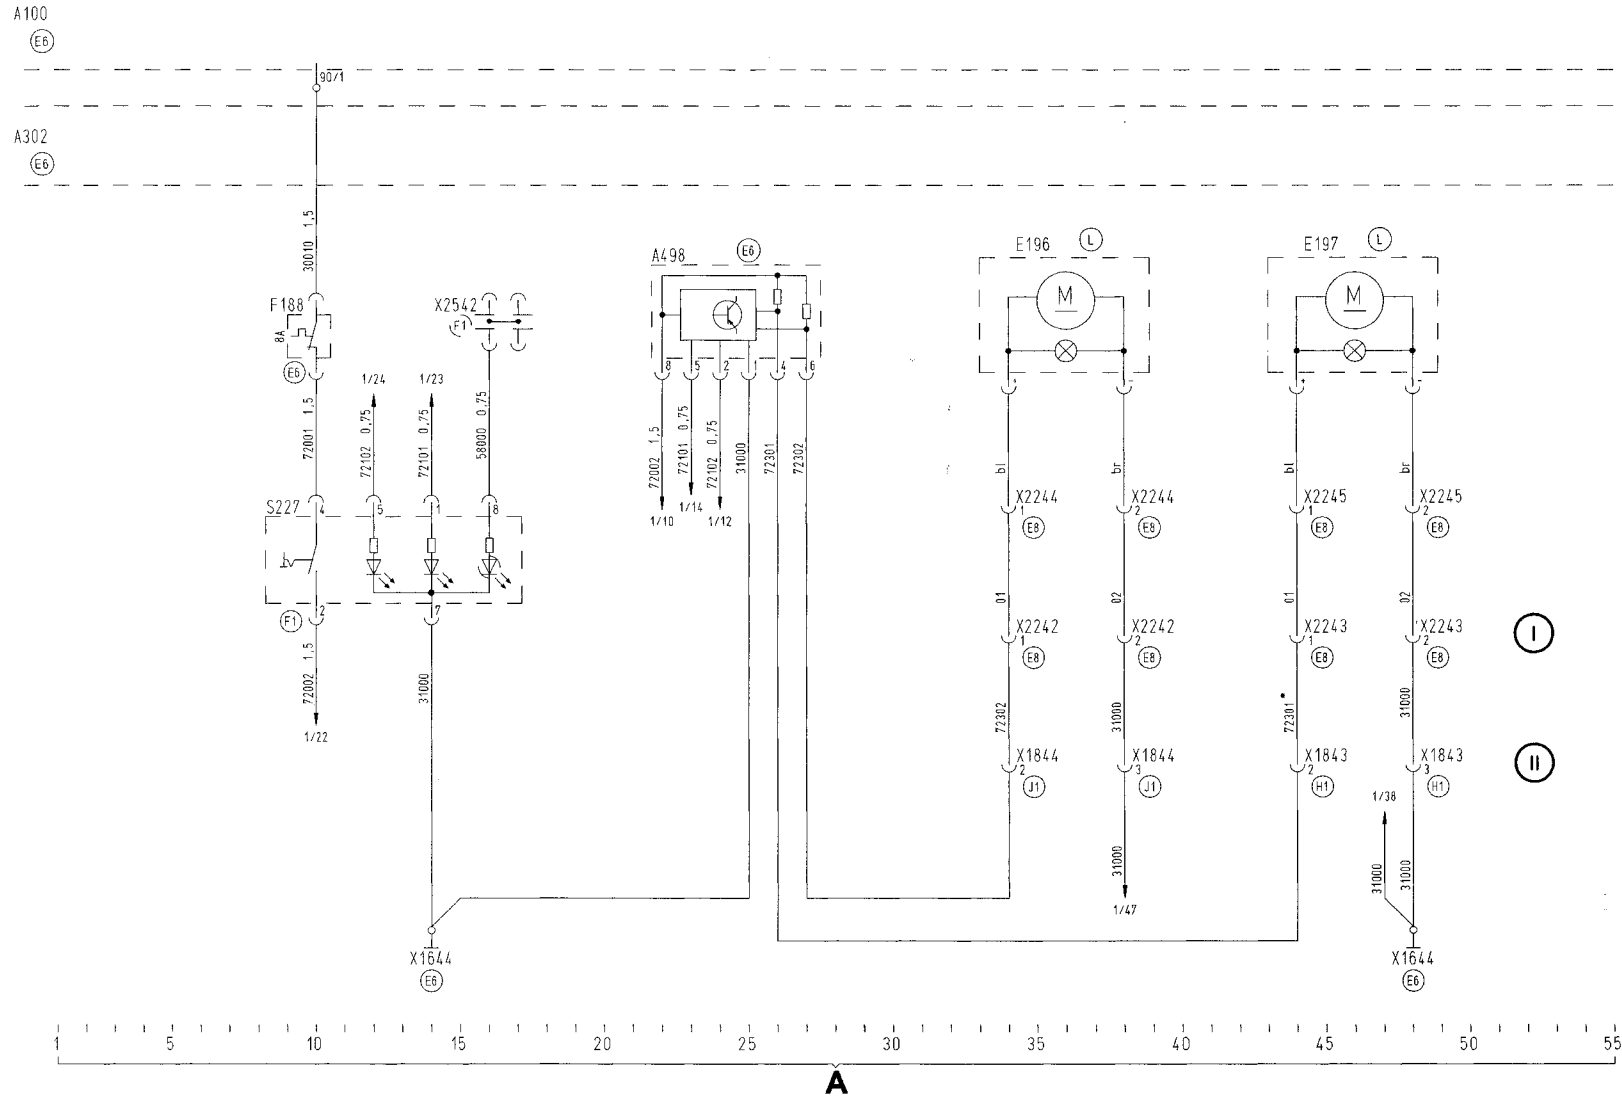 A100
E6
90/1
A302
E6
30010 1,5
F188
8A
E6
X2542
F1
A498
E6
8 5 2 1 4 6
E196 L
M
+ -
E197 L
M
+ -
72001 1,5
1/24
72102 0,75
1/23
72101 0,75
58000 0,75
72002 1,5
72101 0,75
72102 0,75
31000
72301
72302
1/10
1/14
1/12
bl
br
bl
br
S227
4 5 1 8
X2244
1
E8
X2244
2
E8
X2245
1
E8
X2245
2
E8
2
7
F1
72002 1,5
1/22
31000
01
02
01
02
X2242
1
E8
X2242
2
E8
X2243
1
E8
X2243
2
E8
I
72302
31000
72301*
31000
X1844
2
J1
X1844
3
J1
X1843
2
H1
X1843
3
H1
II
1/38
31000
1/47
31000
31000
X1644
E6
X1644
E6
1 5 10 15 20 25 30 35 40 45 50 55
A